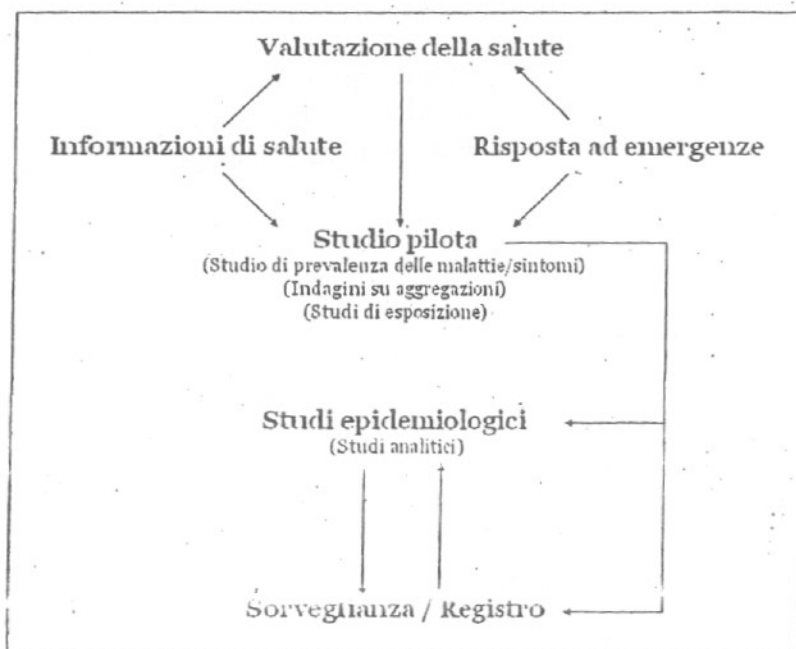 Valutazione della salute
Informazioni di salute
Risposta ad emergenze
Studio pilota
(Studio di prevalenza delle malattie/sintomi)
(Indagini su aggregazioni)
(Studi di esposizione)
Studi epidemiologici
(Studi analitici)
Sorveglianza / Registro